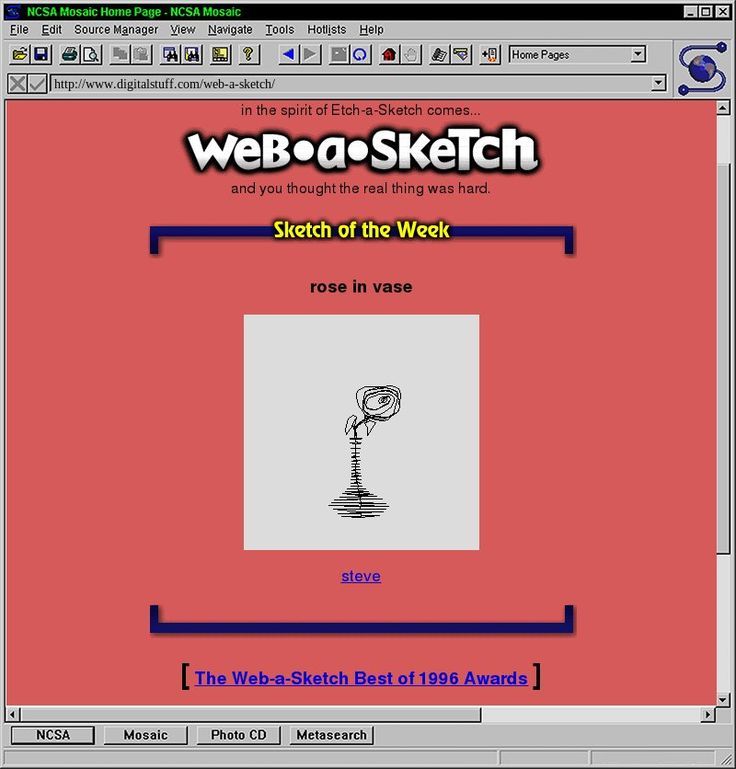 NCSA Mosaic Home Page - NCSA Mosaic
File Edit Source Manager View Navigate Tools Hotlists Help
Home Pages
http://www.digitalstuff.com/web-a-sketch/
in the spirit of Etch-a-Sketch comes...
WeB•a•SKeTch
and you thought the real thing was hard.
Sketch of the Week
rose in vase
steve
[ The Web-a-Sketch Best of 1996 Awards ]
NCSA Mosaic Photo CD Metasearch